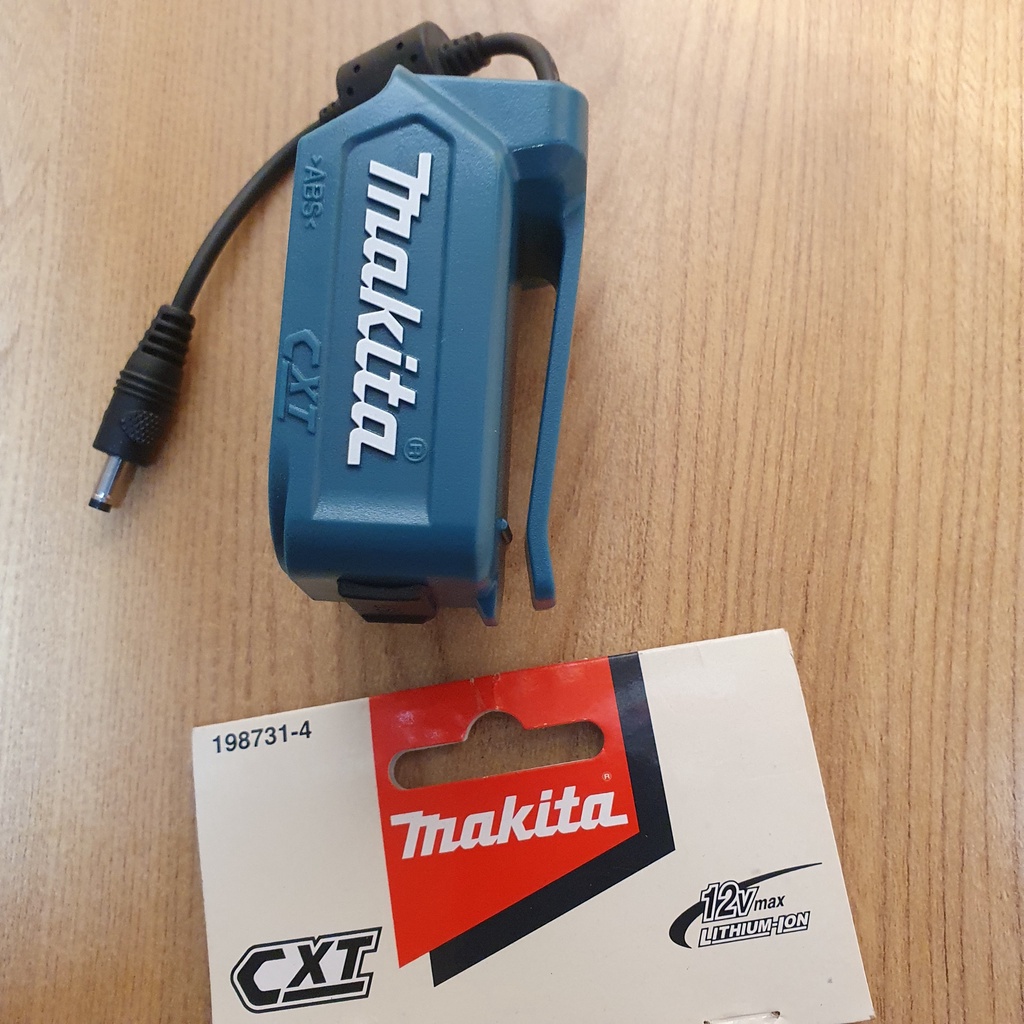 >ABS<
makita®
CXT
198731-4
makita®
12v max
LITHIUM-ION
CXT